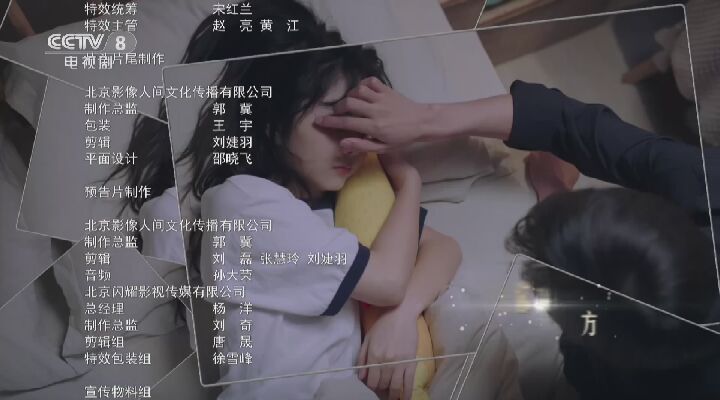 特效统筹 宋红兰
特效主管 赵 亮 黄 江
CCTV 8
电视剧
片尾制作
北京影像人间文化传播有限公司
制作总监 郭 冀
包装 王 宇
剪辑 刘婕羽
平面设计 邵晓飞
预告片制作
北京影像人间文化传播有限公司
制作总监 郭 冀
剪辑 刘 磊 张慧玲 刘婕羽
音频 孙大荣
北京闪耀影视传媒有限公司
总经理 杨 洋
制作总监 刘 奇
剪辑组 唐 晟
特效包装组 徐雪峰
宣传物料组
方